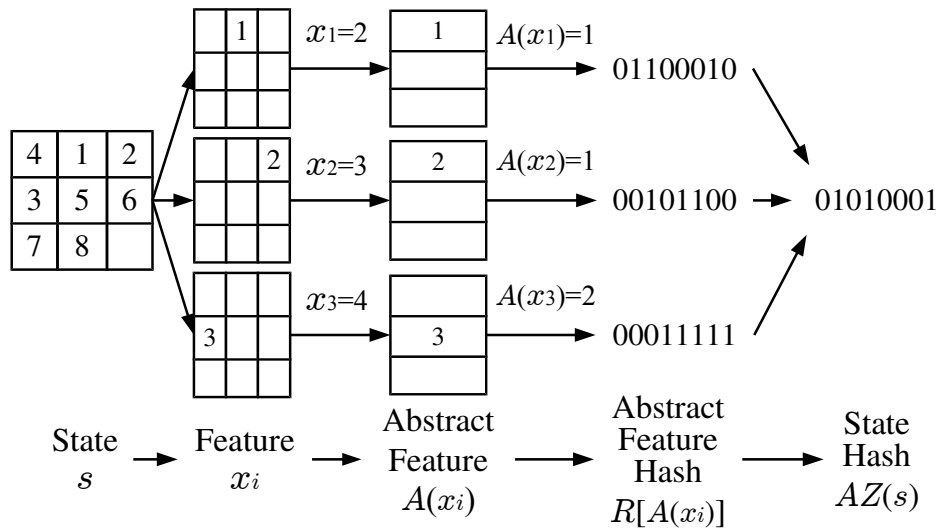 1
x1=2
1
A(x1)=1
01100010
4 1 2
3 5 6
7 8
2
x2=3
2
A(x2)=1
00101100
01010001
3
x3=4
3
A(x3)=2
00011111
State
s
Feature
xi
Abstract
Feature
A(xi)
Abstract
Feature
Hash
R[A(xi)]
State
Hash
AZ(s)